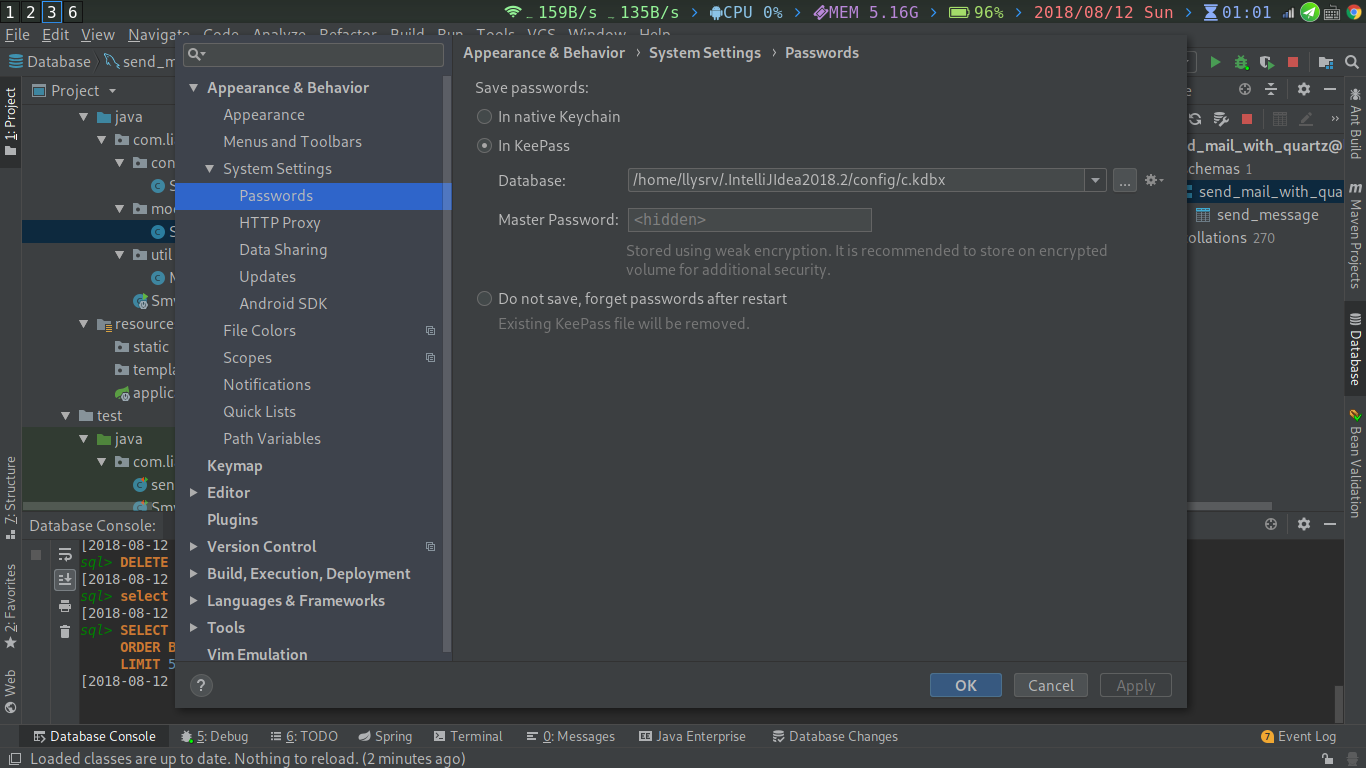 1 2 3 6 159B/s 135B/s CPU 0% MEM 5.16G 96% 2018/08/12 Sun 01:01
File Edit View Navigate Code Analyze Refactor Build Run Tools VCS Window Help
Database send_m
Project
java
com.li
con
S
mod
S
util
M
Smv
resource
static
templa
applic
test
java
com.li
sen
Smv
1: Project
7: Structure
2: Favorites
Web
Appearance & Behavior
Appearance
Menus and Toolbars
System Settings
Passwords
HTTP Proxy
Data Sharing
Updates
Android SDK
File Colors
Scopes
Notifications
Quick Lists
Path Variables
Keymap
Editor
Plugins
Version Control
Build, Execution, Deployment
Languages & Frameworks
Tools
Vim Emulation
Appearance & Behavior › System Settings › Passwords
Save passwords:
In native Keychain
In KeePass
Database: /home/llysrv/.IntelliJIdea2018.2/config/c.kdbx ...
Master Password: <hidden>
Stored using weak encryption. It is recommended to store on encrypted
volume for additional security.
Do not save, forget passwords after restart
Existing KeePass file will be removed.
? OK Cancel Apply
e
d_mail_with_quartz@
chemas 1
send_mail_with_qua
send_message
ollations 270
Ant Build
Maven Projects
Database
Bean Validation
Database Console:
[2018-08-12
sql> DELETE
[2018-08-12
sql> select
[2018-08-12
sql> SELECT
ORDER B
LIMIT 5
[2018-08-12
Database Console 5: Debug 6: TODO Spring Terminal 0: Messages Java Enterprise Database Changes 7 Event Log
Loaded classes are up to date. Nothing to reload. (2 minutes ago)